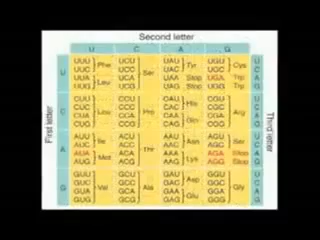 Second letter
U C A G
UUU UCU UAU UGU U
UUC Phe UCC Ser UAC Tyr UGC Cys C
UUA Leu UCA UAA Stop UGA Trp A
UUG UCG UAG Stop UGG Trp G
U
CUU CCU CAU His CGU U
CUC Leu CCC Pro CAC CGC Arg C
CUA CCA CAA CGA A
CUG CCG CAG CGG G
C
First letter
Third letter
AUU Ile ACU AAU Asn AGU Ser U
AUC ACC Thr AAC AGC C
AUA Met ACA AAA Lys AGA Stop A
AUG ACG AAG AGG Stop G
A
GUU GCU GAU Asp GGU U
GUC Val GCC Ala GAC GGC Gly C
GUA GCA GAA Glu GGA A
GUG GCG GAG GGG G
G